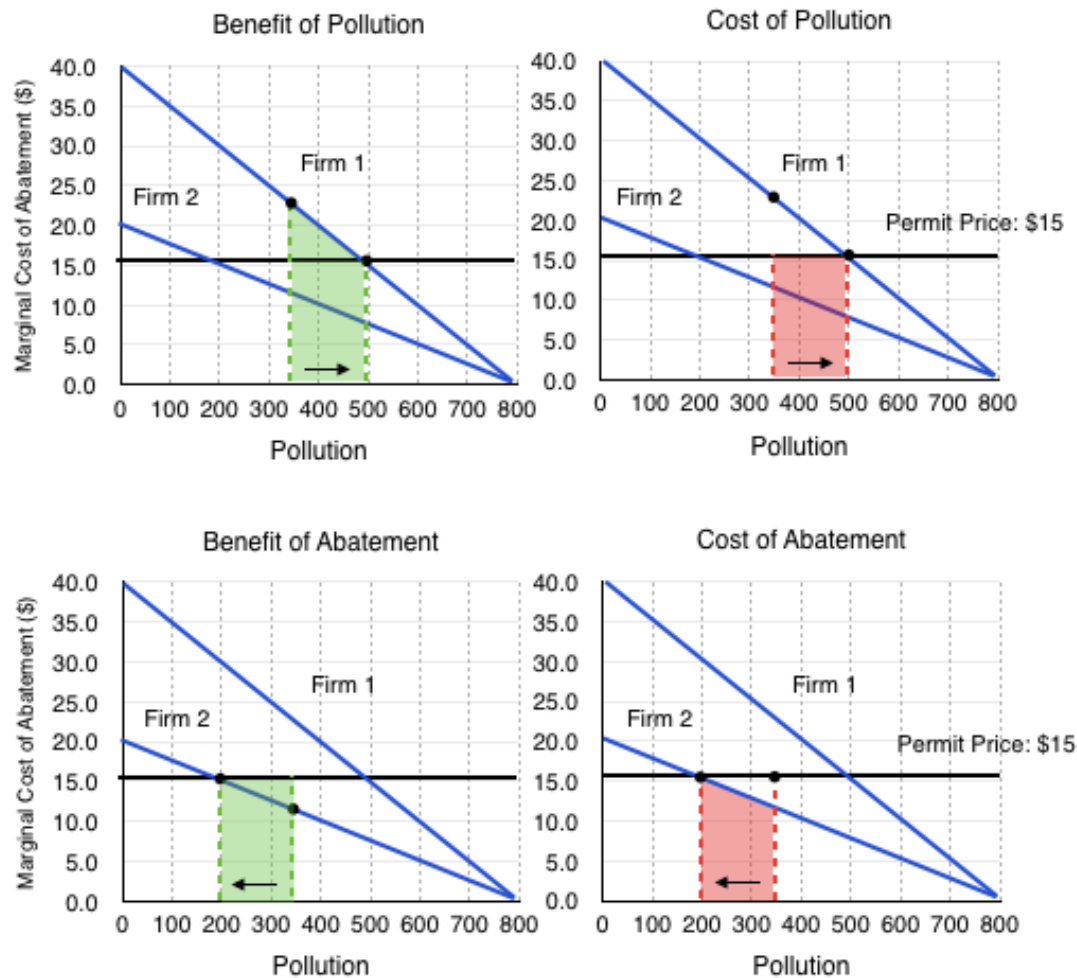 Benefit of Pollution
Marginal Cost of Abatement ($)
40.0
35.0
30.0
25.0
20.0
15.0
10.0
5.0
0.0
Firm 1
Firm 2
0 100 200 300 400 500 600 700 800
Pollution
Cost of Pollution
40.0
35.0
30.0
25.0
20.0
15.0
10.0
5.0
0.0
Firm 1
Firm 2
Permit Price: $15
0 100 200 300 400 500 600 700 800
Pollution
Benefit of Abatement
Marginal Cost of Abatement ($)
40.0
35.0
30.0
25.0
20.0
15.0
10.0
5.0
0.0
Firm 1
Firm 2
0 100 200 300 400 500 600 700 800
Pollution
Cost of Abatement
40.0
35.0
30.0
25.0
20.0
15.0
10.0
5.0
0.0
Firm 1
Firm 2
Permit Price: $15
0 100 200 300 400 500 600 700 800
Pollution